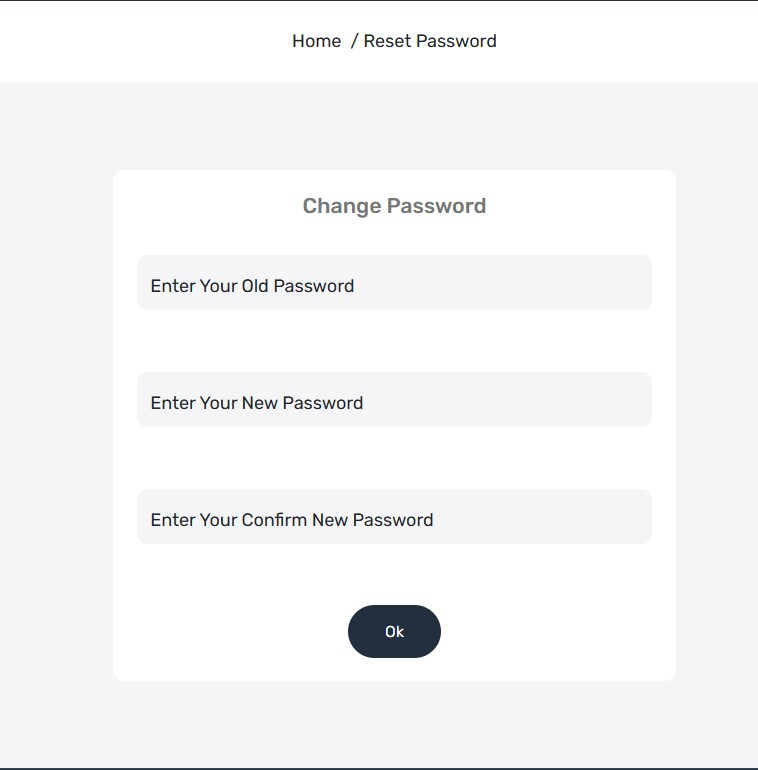 Home / Reset Password
Change Password
Enter Your Old Password
Enter Your New Password
Enter Your Confirm New Password
Ok